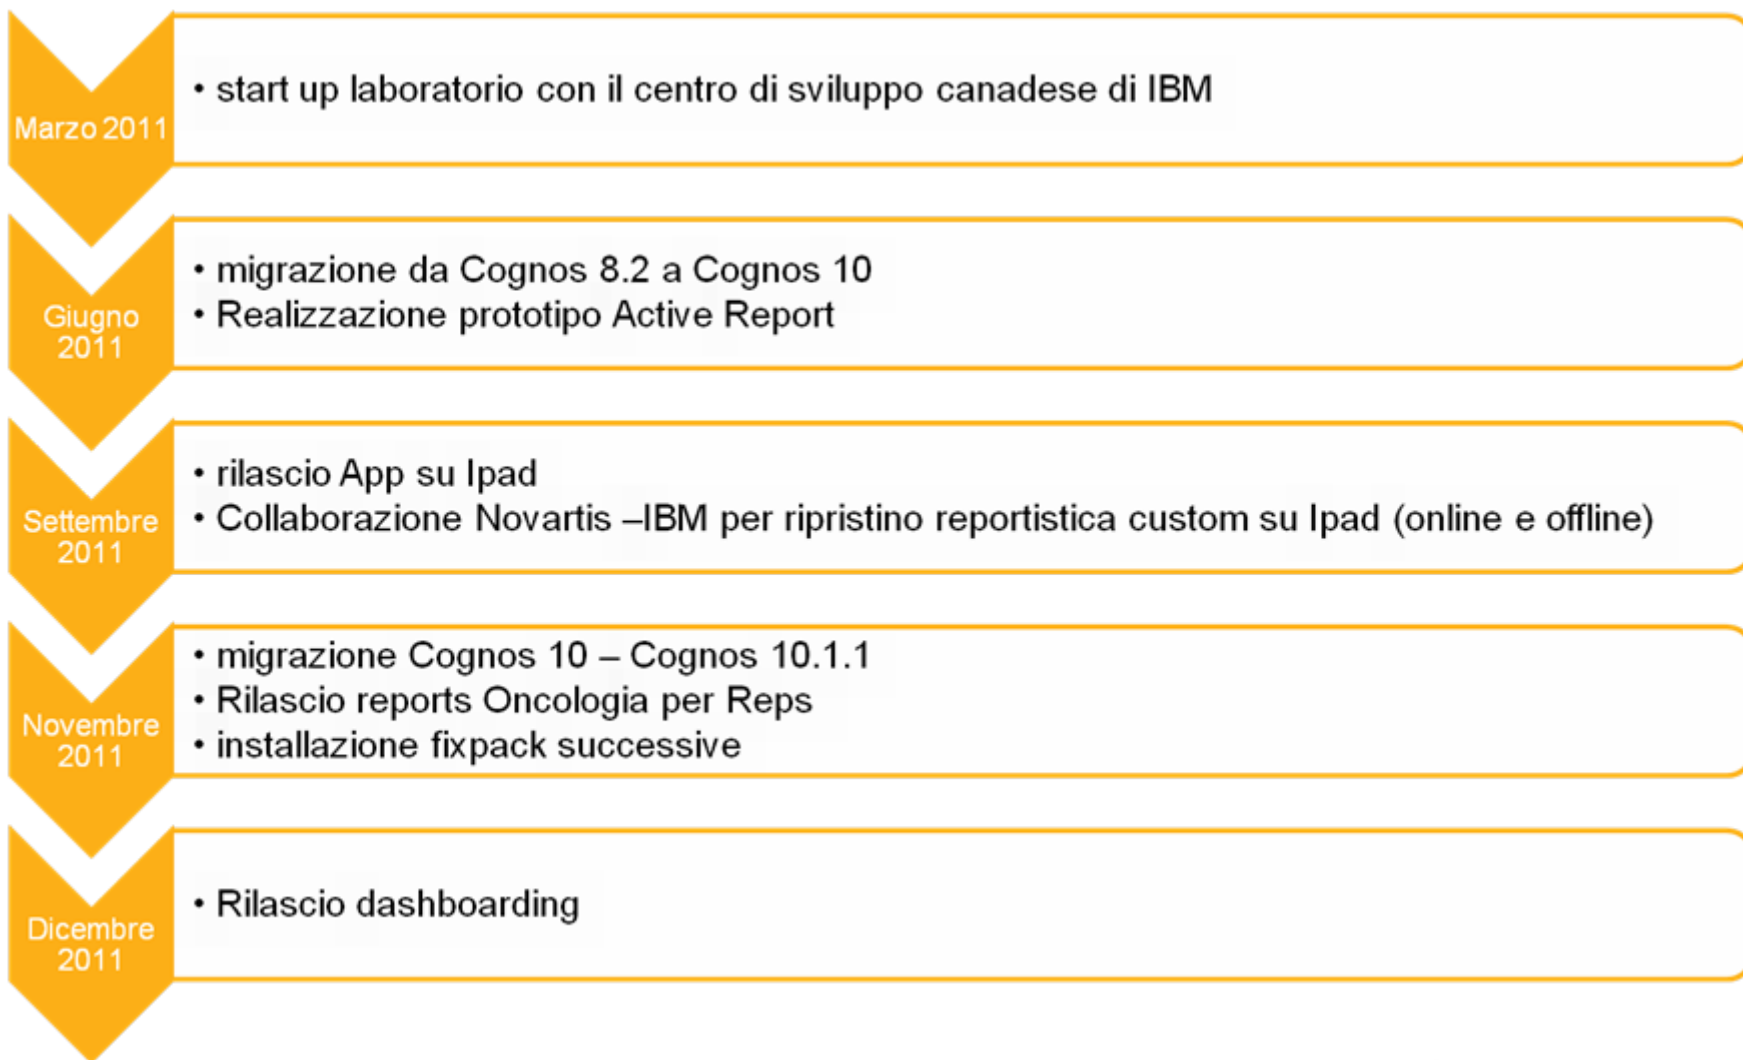 Marzo 2011
• start up laboratorio con il centro di sviluppo canadese di IBM
Giugno
2011
• migrazione da Cognos 8.2 a Cognos 10
• Realizzazione prototipo Active Report
Settembre
2011
• rilascio App su Ipad
• Collaborazione Novartis –IBM per ripristino reportistica custom su Ipad (online e offline)
Novembre
2011
• migrazione Cognos 10 – Cognos 10.1.1
• Rilascio reports Oncologia per Reps
• installazione fixpack successive
Dicembre
2011
• Rilascio dashboarding